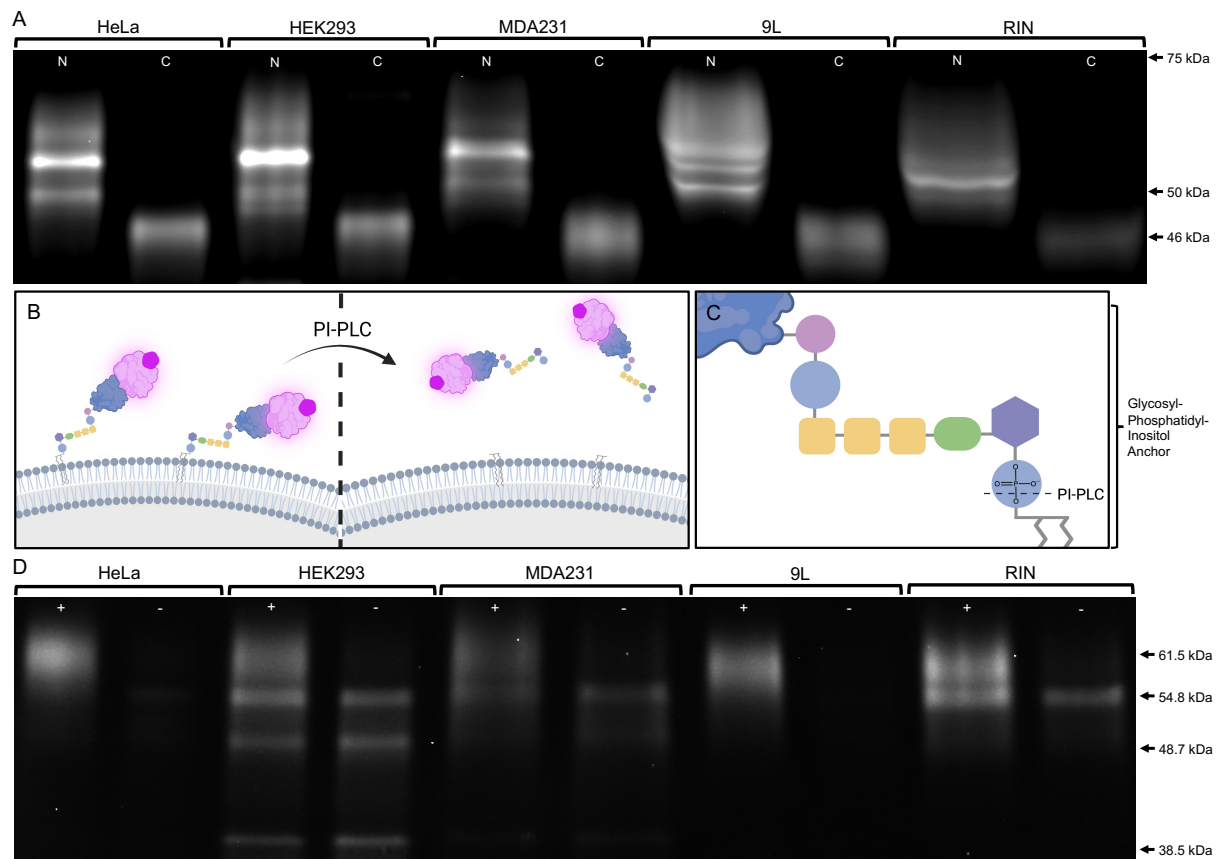 A
HeLa HEK293 MDA231 9L RIN
N C N C N C N C N C
75 kDa
50 kDa
46 kDa
B
PI-PLC
C
O
O P O-
O
PI-PLC
Glycosyl-
Phosphatidyl-
Inositol
Anchor
D
HeLa HEK293 MDA231 9L RIN
+ - + - + - + - + -
61.5 kDa
54.8 kDa
48.7 kDa
38.5 kDa